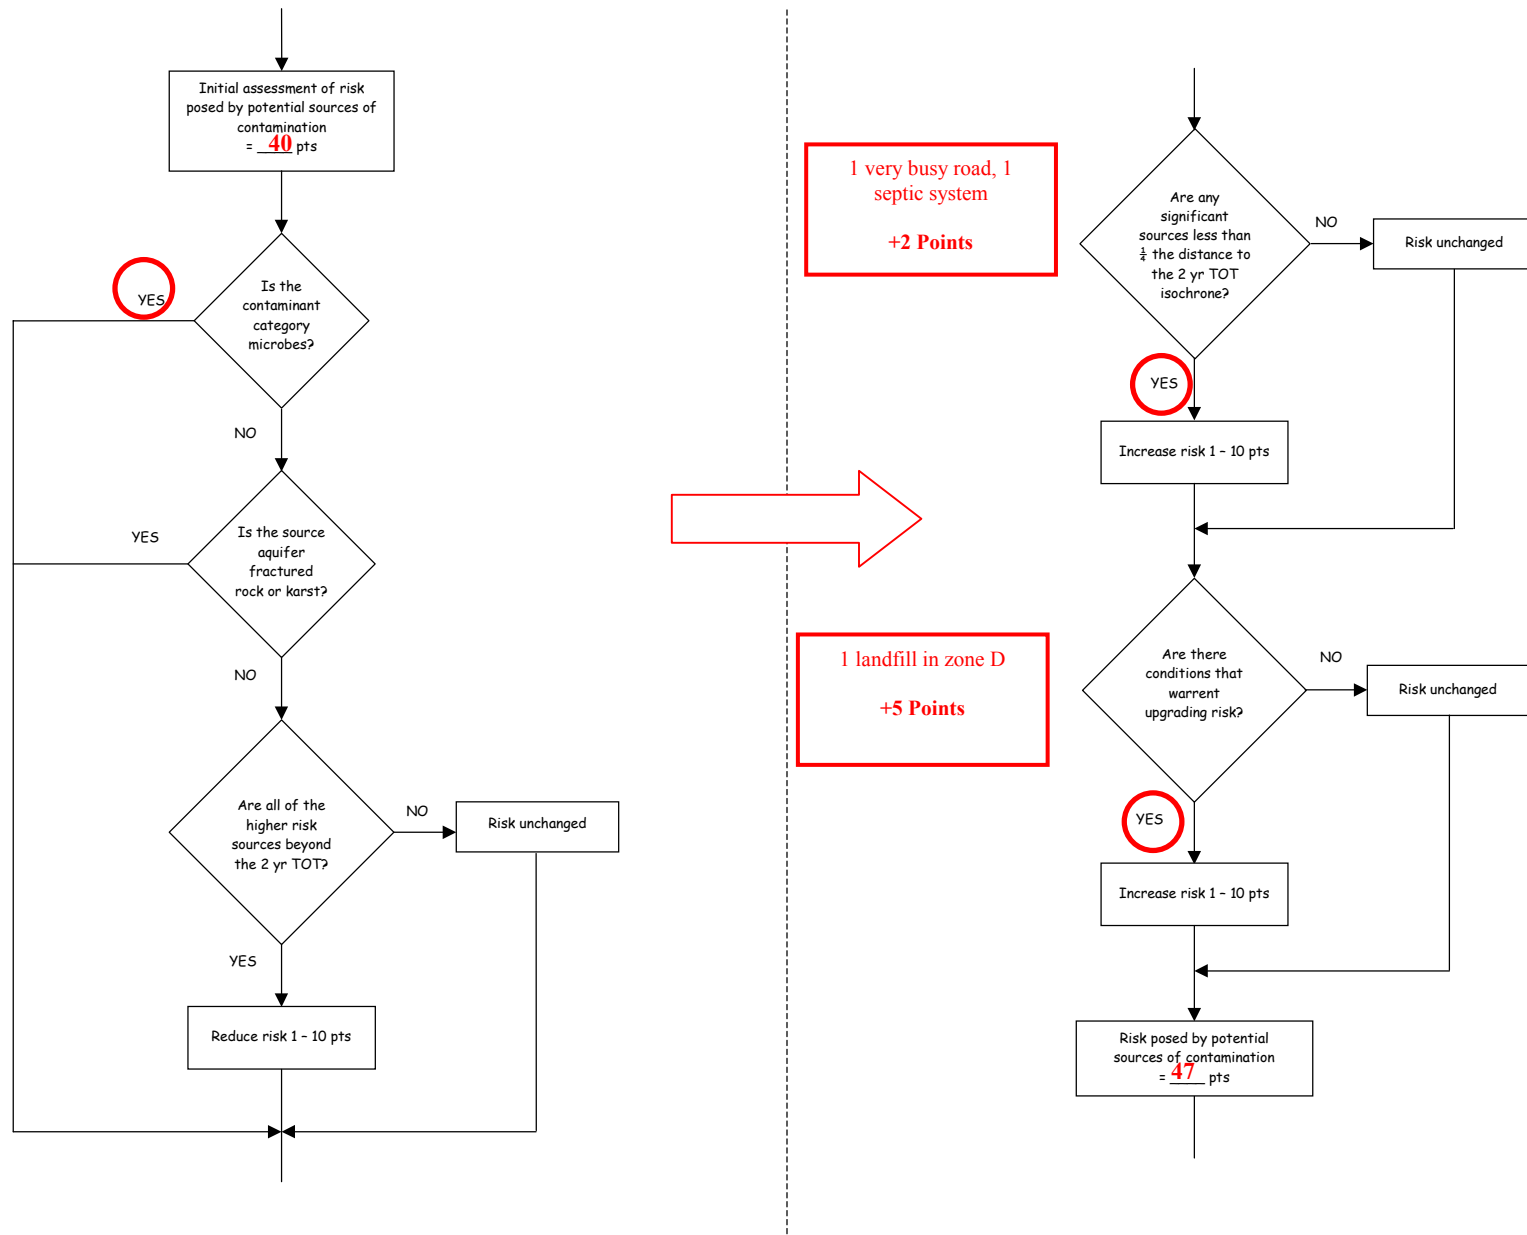 Initial assessment of risk
posed by potential sources of
contamination
= 40 pts
YES
Is the
contaminant
category
microbes?
NO
YES
Is the source
aquifer
fractured
rock or karst?
NO
Are all of the
higher risk
sources beyond
the 2 yr TOT?
NO
Risk unchanged
YES
Reduce risk 1 – 10 pts
1 very busy road, 1
septic system
+2 Points
Are any
significant
sources less than
¼ the distance to
the 2 yr TOT
isochrone?
NO
Risk unchanged
YES
Increase risk 1 – 10 pts
1 landfill in zone D
+5 Points
Are there
conditions that
warrent
upgrading risk?
NO
Risk unchanged
YES
Increase risk 1 – 10 pts
Risk posed by potential
sources of contamination
= 47 pts